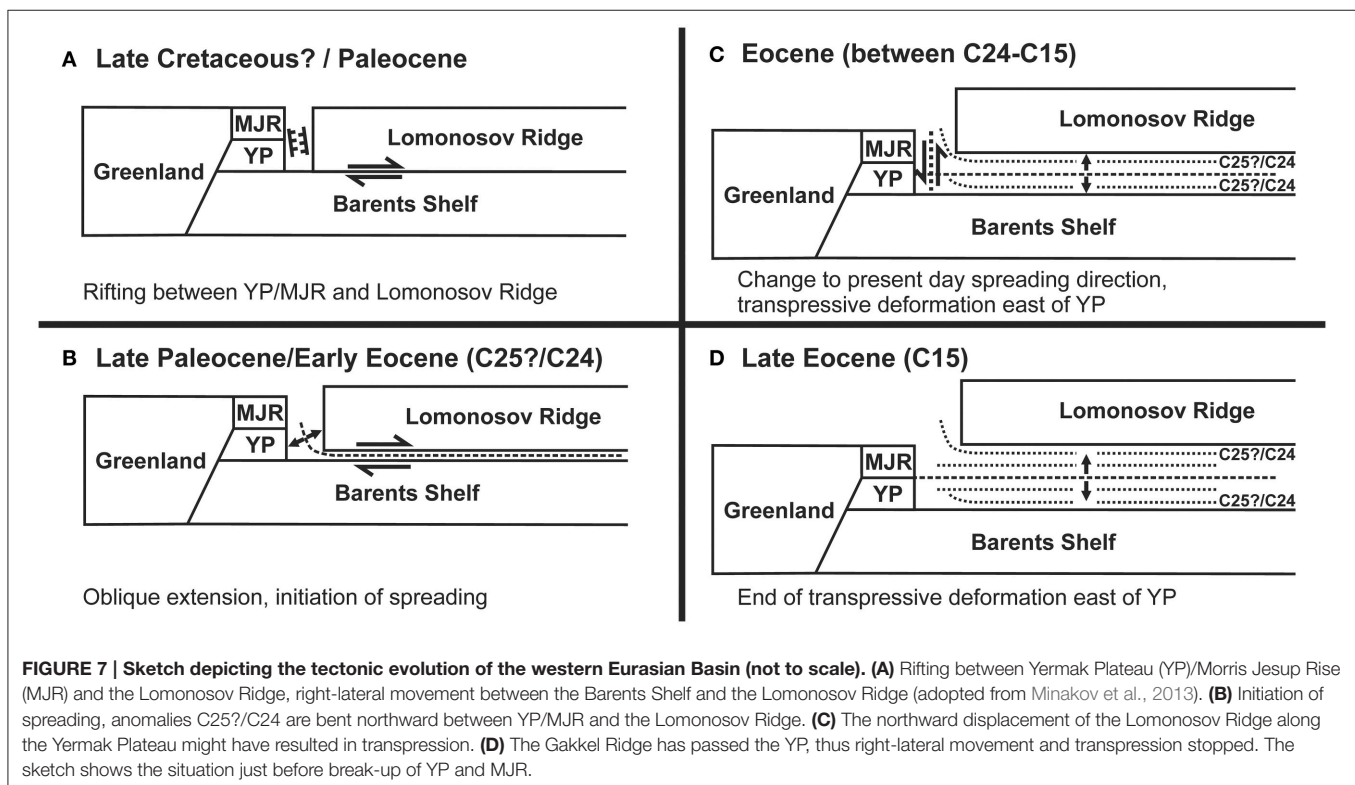 A Late Cretaceous? / Paleocene
MJR
YP
Greenland
Lomonosov Ridge
Barents Shelf
Rifting between YP/MJR and Lomonosov Ridge
B Late Paleocene/Early Eocene (C25?/C24)
MJR
YP
Greenland
Lomonosov Ridge
Barents Shelf
Oblique extension, initiation of spreading
C Eocene (between C24-C15)
Lomonosov Ridge
MJR
YP
Greenland
C25?/C24
C25?/C24
Barents Shelf
Change to present day spreading direction,
transpressive deformation east of YP
D Late Eocene (C15)
Lomonosov Ridge
MJR
YP
Greenland
C25?/C24
C25?/C24
Barents Shelf
End of transpressive deformation east of YP
FIGURE 7 | Sketch depicting the tectonic evolution of the western Eurasian Basin (not to scale). (A) Rifting between Yermak Plateau (YP)/Morris Jesup Rise
(MJR) and the Lomonosov Ridge, right-lateral movement between the Barents Shelf and the Lomonosov Ridge (adopted from Minakov et al., 2013). (B) Initiation of
spreading, anomalies C25?/C24 are bent northward between YP/MJR and the Lomonosov Ridge. (C) The northward displacement of the Lomonosov Ridge along
the Yermak Plateau might have resulted in transpression. (D) The Gakkel Ridge has passed the YP, thus right-lateral movement and transpression stopped. The
sketch shows the situation just before break-up of YP and MJR.